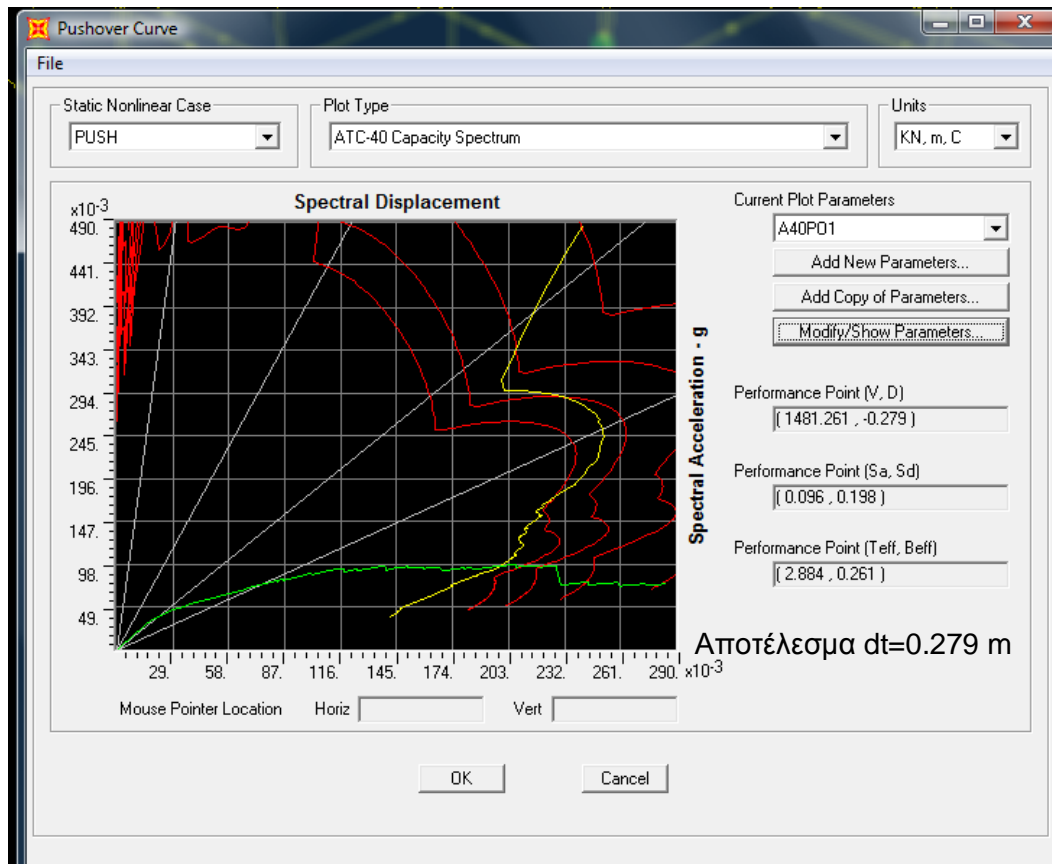 Pushover Curve
File
Static Nonlinear Case
PUSH
Plot Type
ATC-40 Capacity Spectrum
Units
KN, m, C
Spectral Displacement
x10-3
490.
441.
392.
343.
294.
245.
196.
147.
98.
49.
29. 58. 87. 116. 145. 174. 203. 232. 261. 290. x10-3
Spectral Acceleration - g
Mouse Pointer Location Horiz Vert
Current Plot Parameters
A40PO1
Add New Parameters...
Add Copy of Parameters...
Modify/Show Parameters...
Performance Point (V, D)
( 1481.261 , -0.279 )
Performance Point (Sa, Sd)
( 0.096 , 0.198 )
Performance Point (Teff, Beff)
( 2.884 , 0.261 )
Αποτέλεσμα dt=0.279 m
OK
Cancel